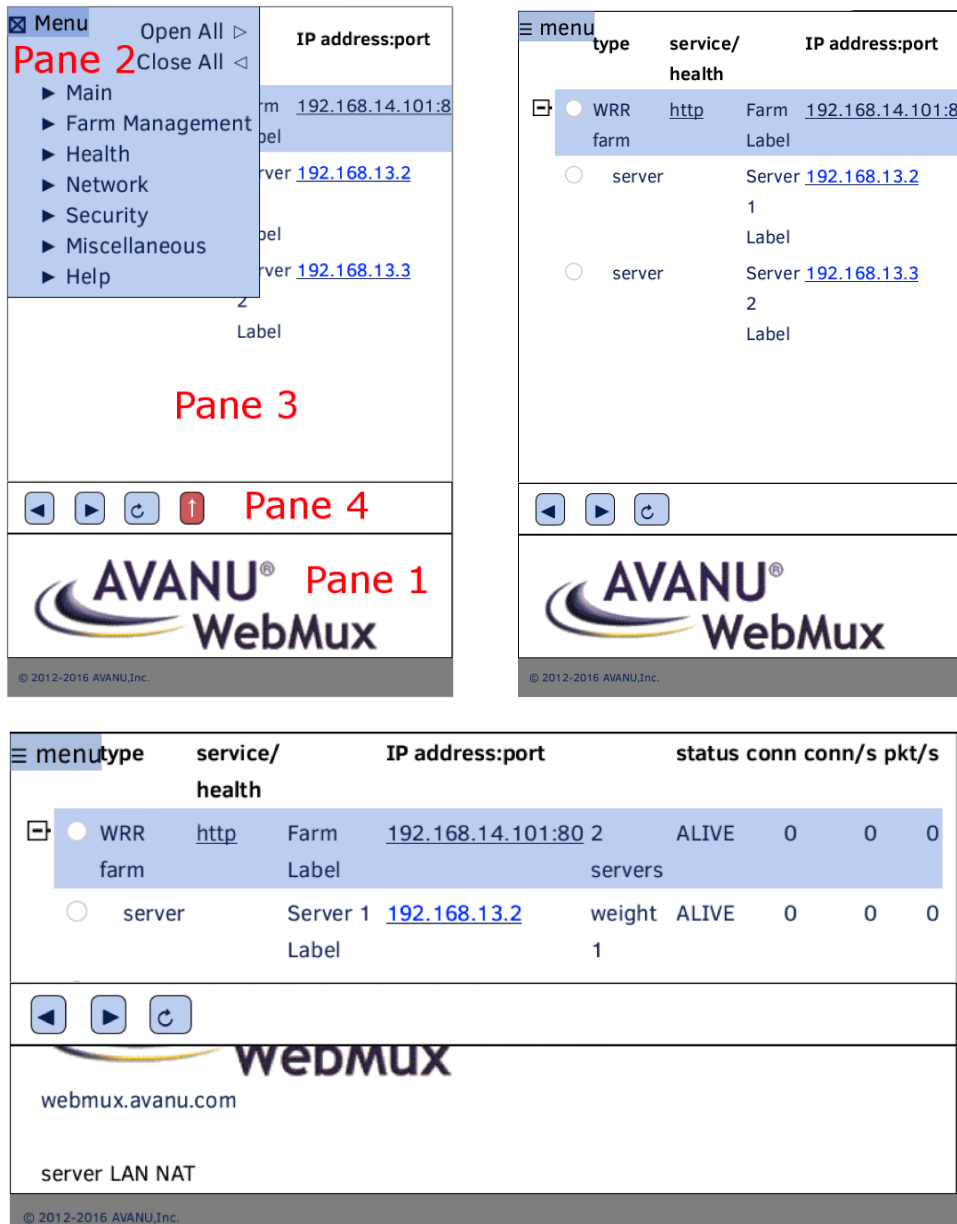 Menu
Open All ▷
Pane 2
Close All ◁
► Main
► Farm Management
► Health
► Network
► Security
► Miscellaneous
► Help
IP address:port
192.168.14.101:8
192.168.13.2
192.168.13.3
2
Label
Pane 3
Pane 4
AVANU®
WebMux
Pane 1
© 2012-2016 AVANU,Inc.
≡ menu
type service/ IP address:port
health
WRR http Farm 192.168.14.101:8
farm Label
server Server 192.168.13.2
1
Label
server Server 192.168.13.3
2
Label
AVANU®
WebMux
© 2012-2016 AVANU,Inc.
≡ menu type service/ IP address:port status conn conn/s pkt/s
health
WRR http Farm 192.168.14.101:80 2 ALIVE 0 0 0
farm Label servers
server Server 1 192.168.13.2 weight ALIVE 0 0 0
Label 1
WebMux
webmux.avanu.com
server LAN NAT
© 2012-2016 AVANU,Inc.